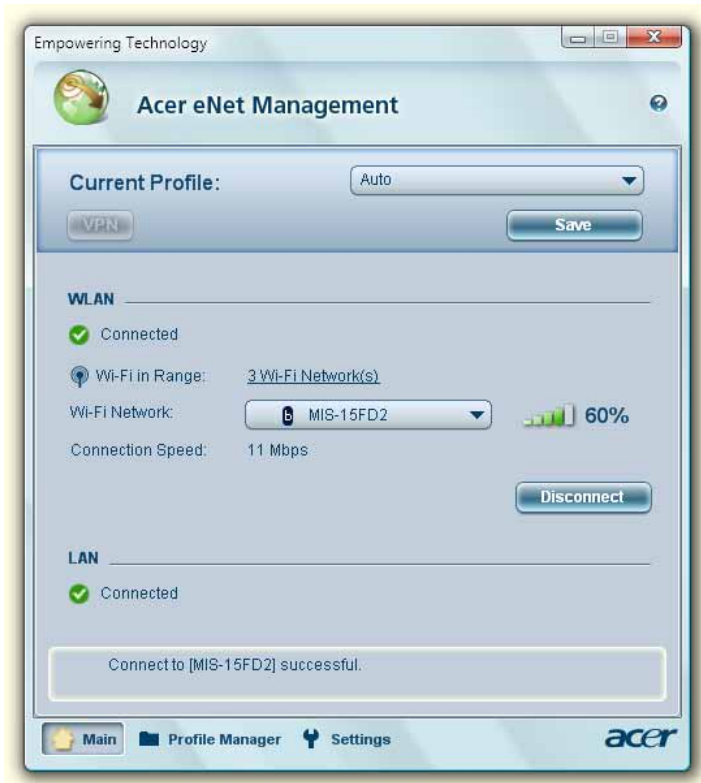 Empowering Technology
Acer eNet Management
Current Profile: Auto
VPN Save
WLAN
Connected
Wi-Fi in Range: 3 Wi-Fi Network(s)
Wi-Fi Network: b MIS-15FD2 60%
Connection Speed: 11 Mbps
Disconnect
LAN
Connected
Connect to [MIS-15FD2] successful.
Main Profile Manager Settings acer